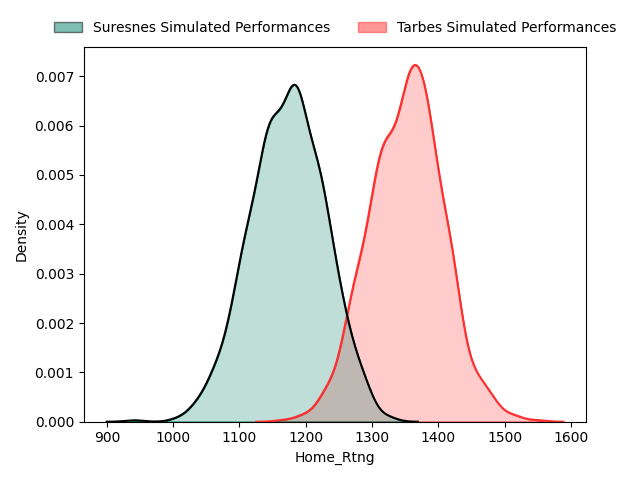 Suresnes Simulated Performances
Tarbes Simulated Performances
Density
0.007
0.006
0.005
0.004
0.003
0.002
0.001
0.000
900 1000 1100 1200 1300 1400 1500 1600
Home_Rtng